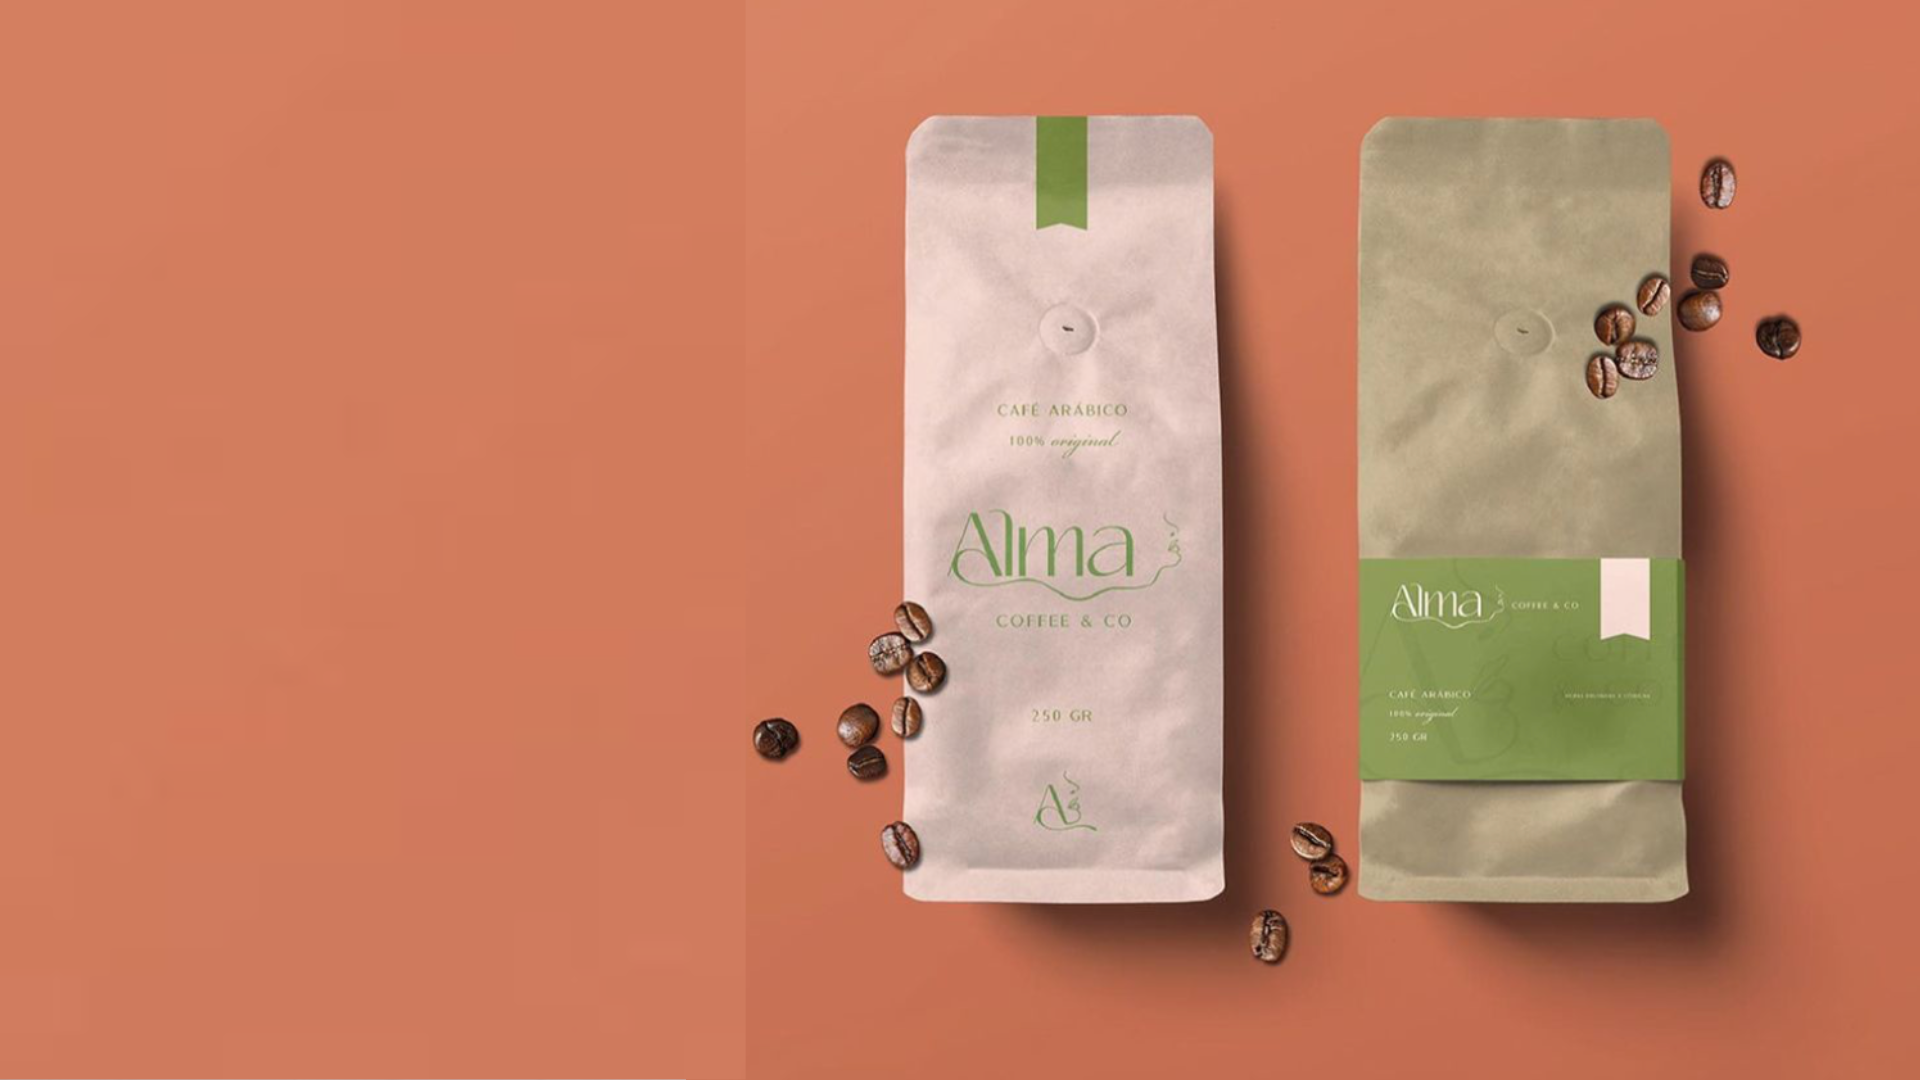 CAFÉ ARÁBICO
100% original
Alma
COFFEE & CO
250 GR
A
Alma COFFEE & CO
CAFÉ ARÁBICO
100% original
250 GR